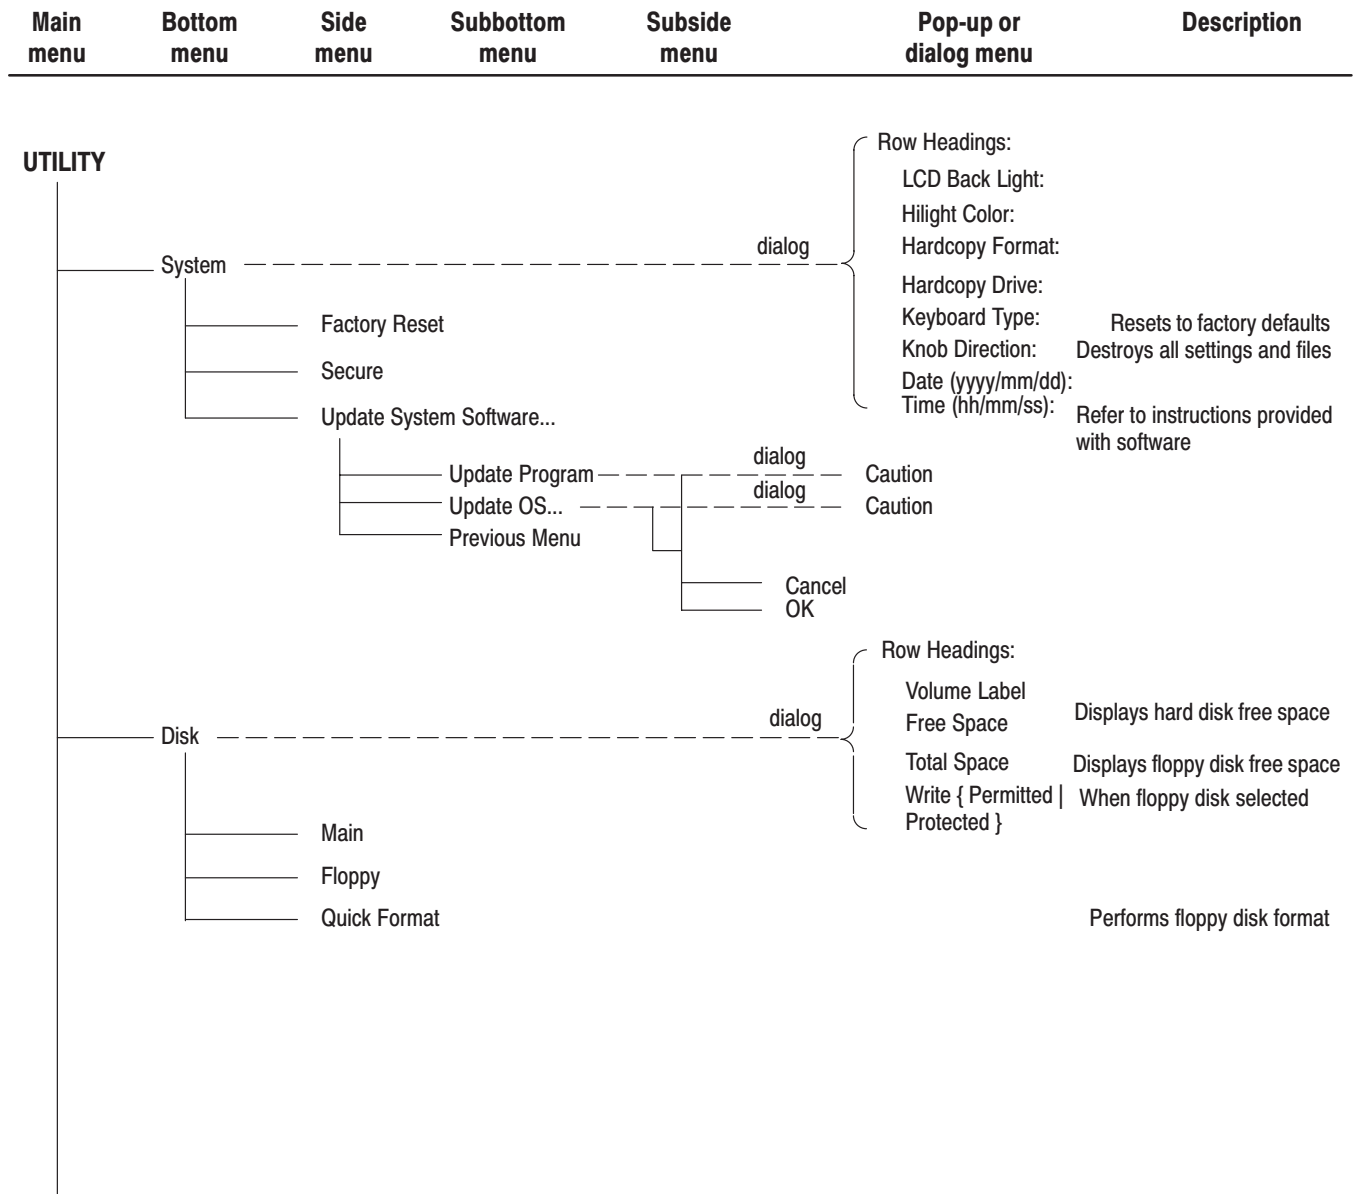 Main menu
Bottom menu
Side menu
Subbottom menu
Subside menu
Pop-up or dialog menu
Description
UTILITY
System
dialog
Row Headings:
LCD Back Light:
Hilight Color:
Hardcopy Format:
Hardcopy Drive:
Keyboard Type:
Knob Direction:
Date (yyyy/mm/dd):
Time (hh/mm/ss):
Factory Reset
Resets to factory defaults
Secure
Destroys all settings and files
Update System Software...
Refer to instructions provided
with software
Update Program
dialog
Caution
Update OS...
dialog
Caution
Previous Menu
Cancel
OK
Disk
dialog
Row Headings:
Volume Label
Free Space
Total Space
Write { Permitted |
Protected }
Displays hard disk free space
Displays floppy disk free space
When floppy disk selected
Main
Floppy
Quick Format
Performs floppy disk format